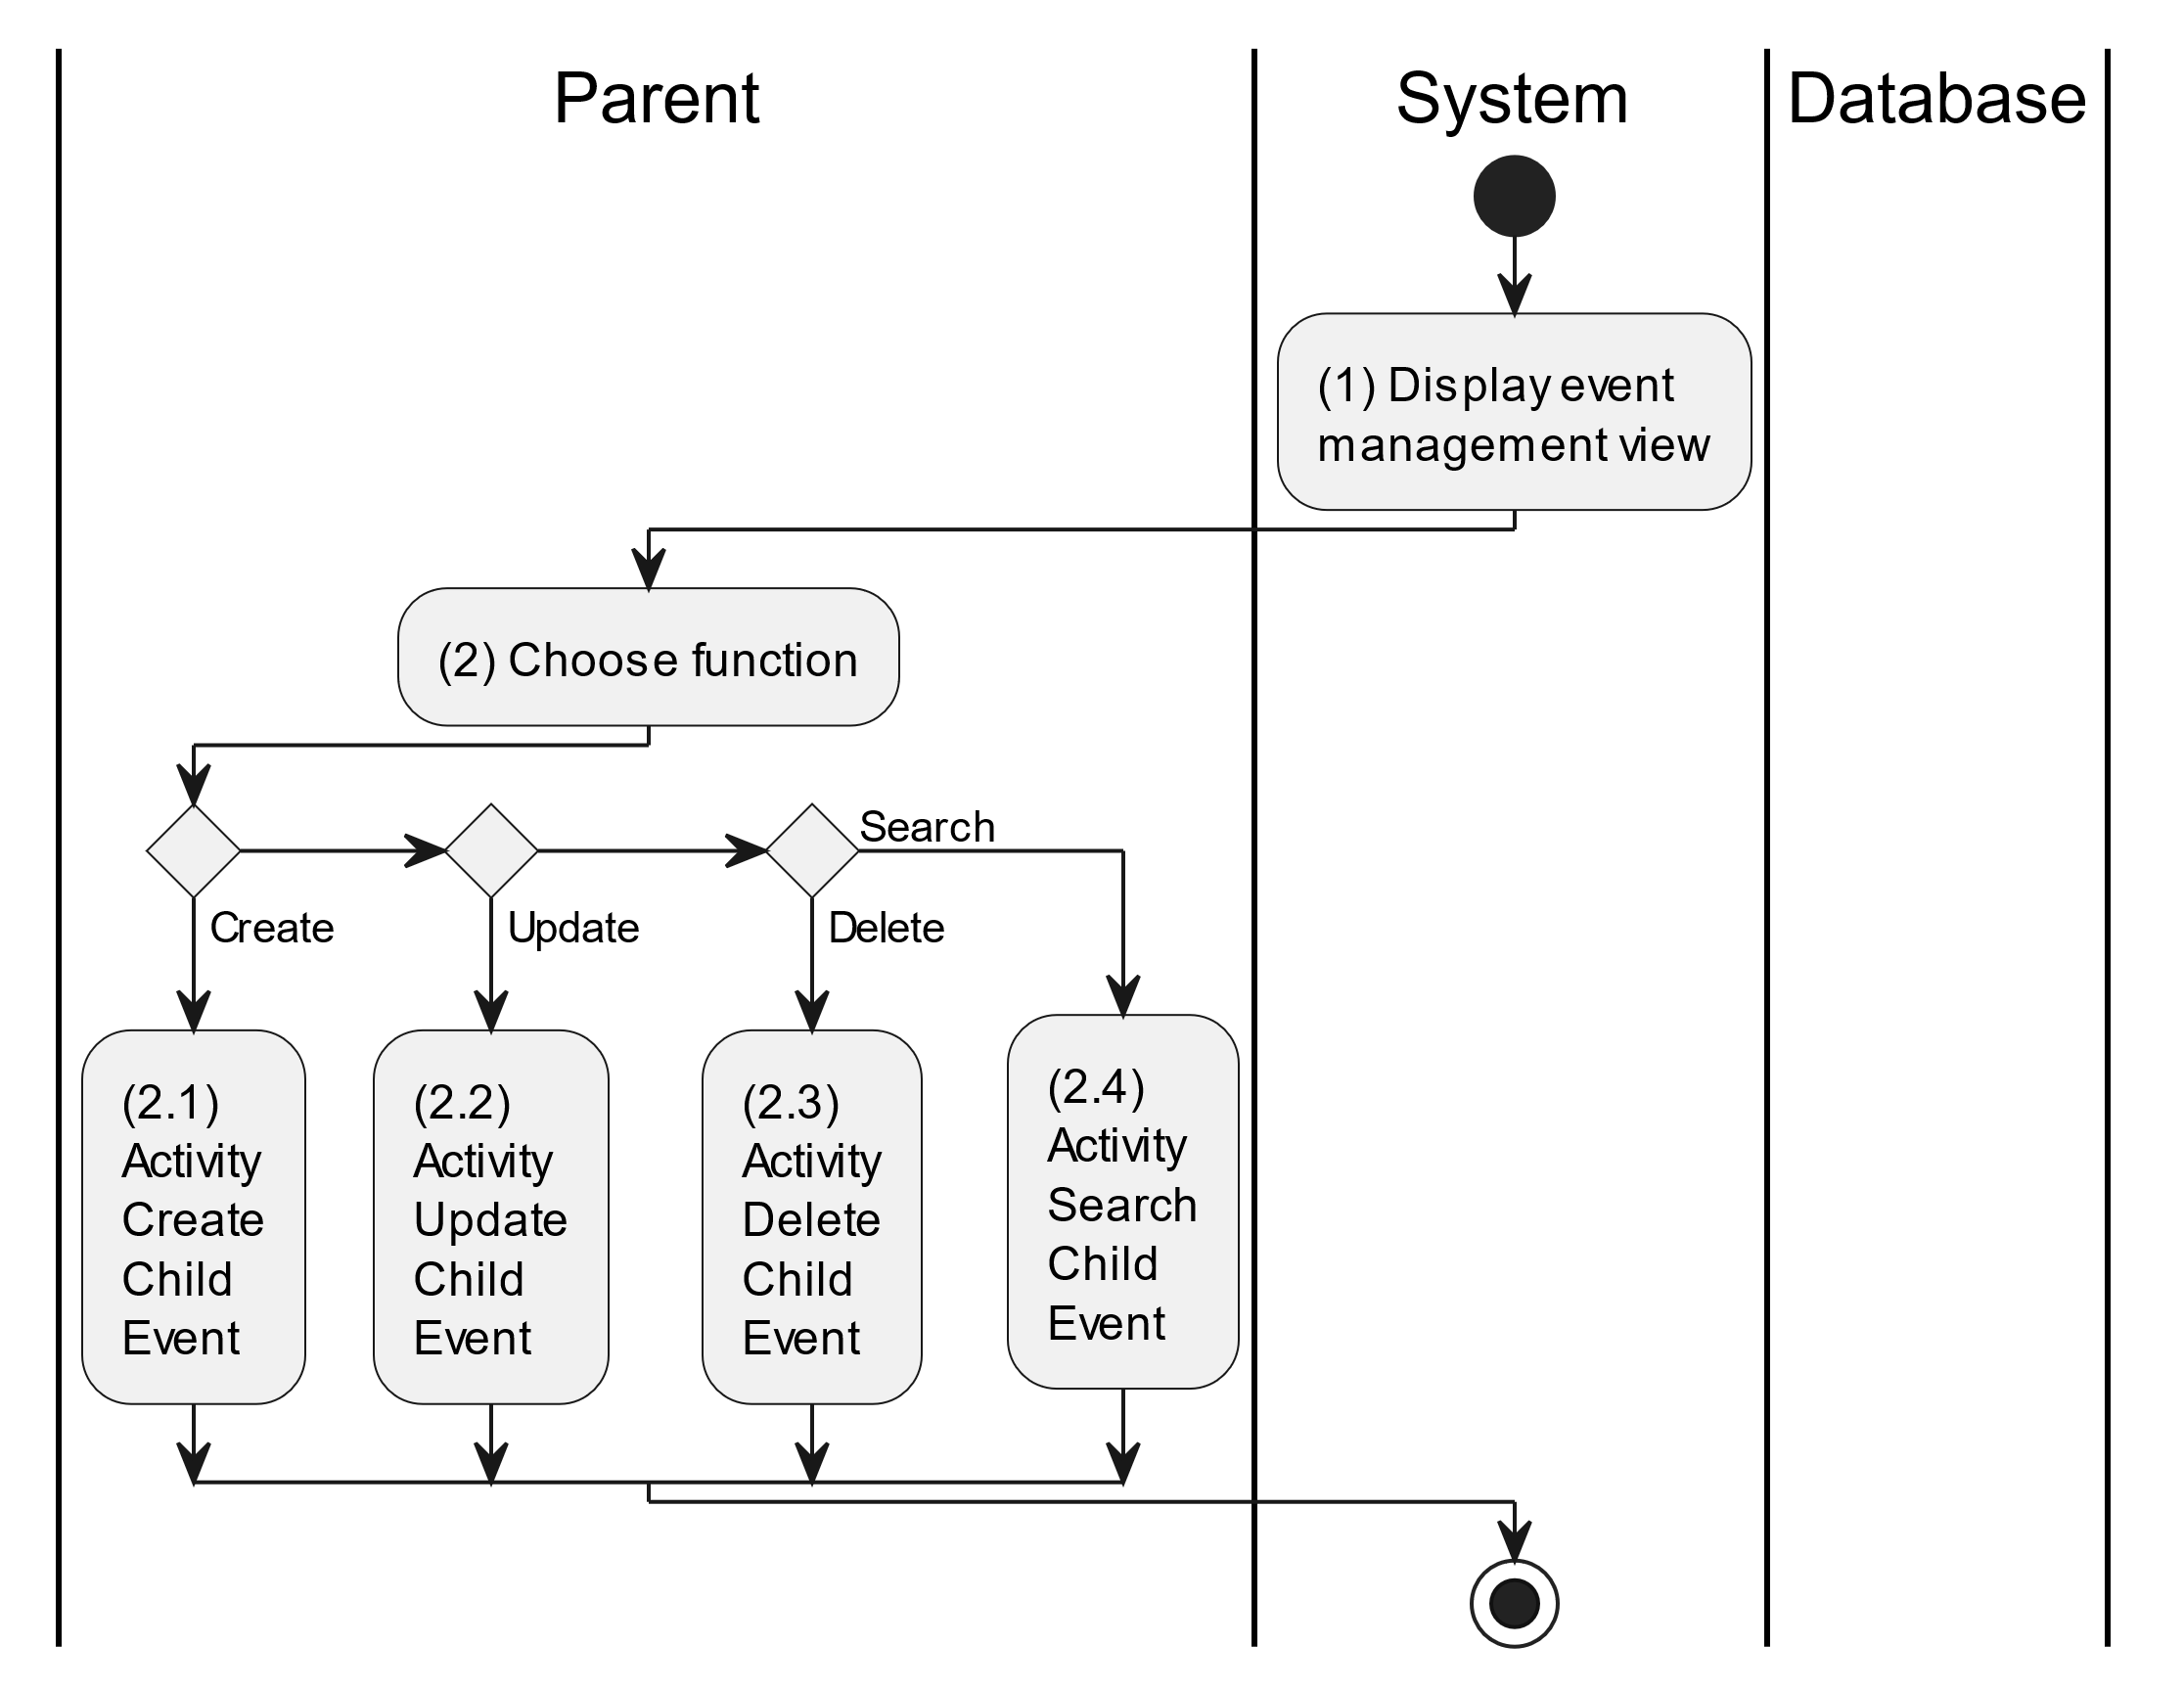 Parent
System
Database
(1) Display event
management view
(2) Choose function
Search
Create
Update
Delete
(2.1)
Activity
Create
Child
Event
(2.2)
Activity
Update
Child
Event
(2.3)
Activity
Delete
Child
Event
(2.4)
Activity
Search
Child
Event